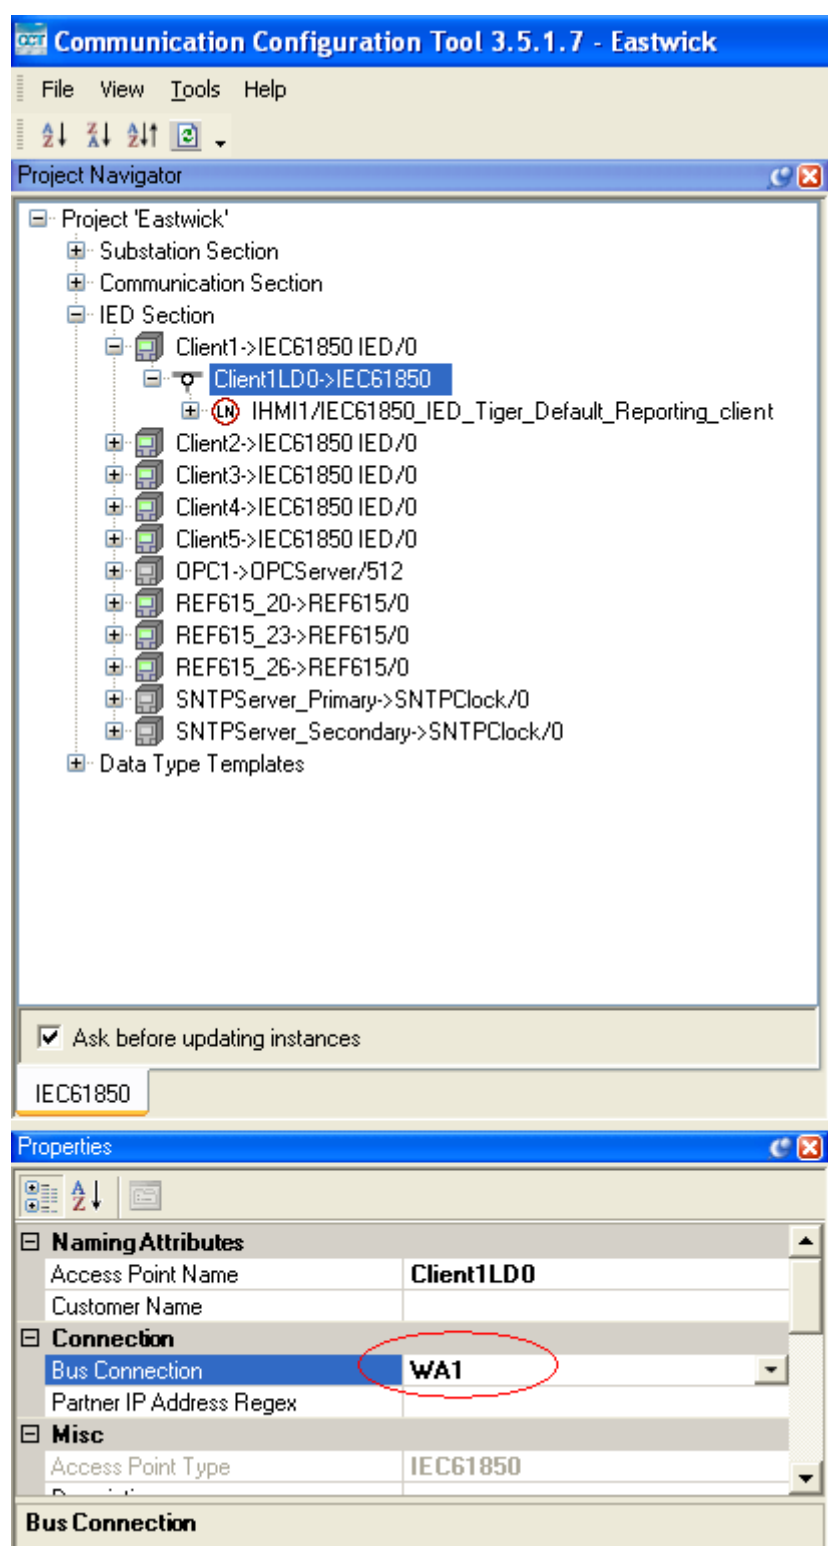 Communication Configuration Tool 3.5.1.7 - Eastwick
File View Tools Help
Project Navigator
Project 'Eastwick'
Substation Section
Communication Section
IED Section
Client1->IEC61850 IED/0
Client1LD0->IEC61850
LN IHMI1/IEC61850_IED_Tiger_Default_Reporting_client
Client2->IEC61850 IED/0
Client3->IEC61850 IED/0
Client4->IEC61850 IED/0
Client5->IEC61850 IED/0
OPC1->OPCServer/512
REF615_20->REF615/0
REF615_23->REF615/0
REF615_26->REF615/0
SNTPServer_Primary->SNTPClock/0
SNTPServer_Secondary->SNTPClock/0
Data Type Templates
Ask before updating instances
IEC61850
Properties
Naming Attributes
Access Point Name Client1LD0
Customer Name
Connection
Bus Connection WA1
Partner IP Address Regex
Misc
Access Point Type IEC61850
Bus Connection